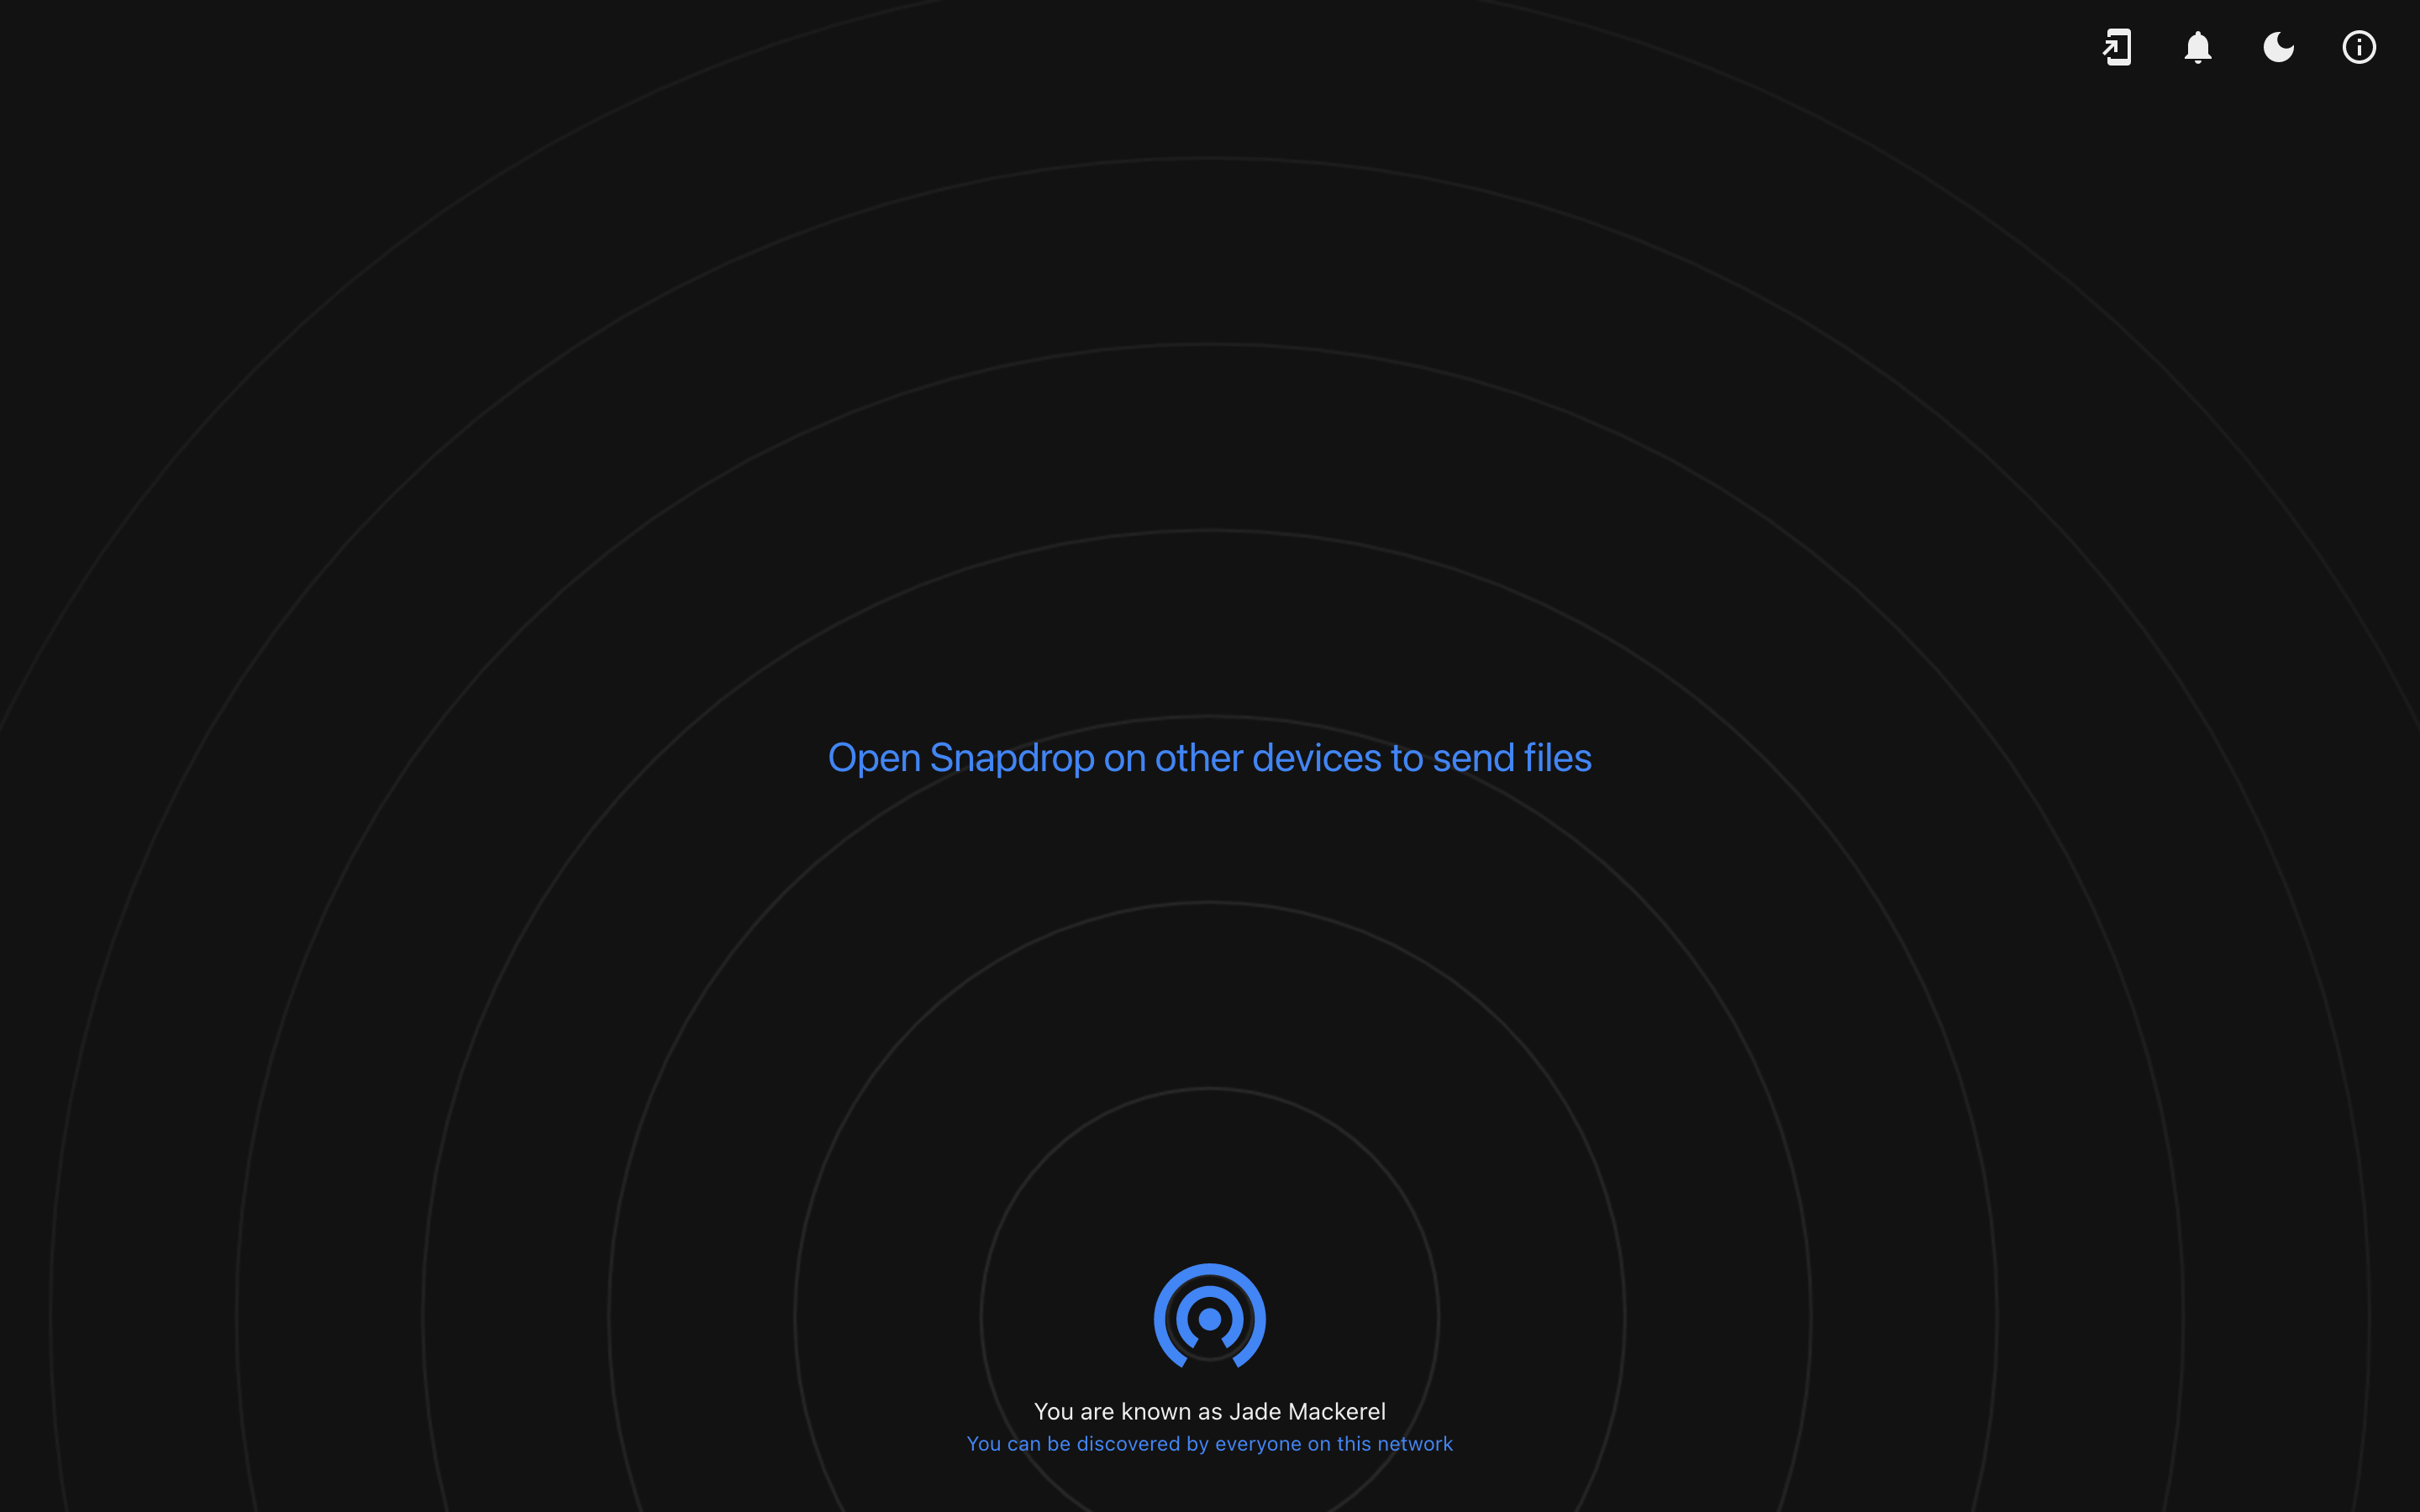 Open Snapdrop on other devices to send files
You are known as Jade Mackerel
You can be discovered by everyone on this network